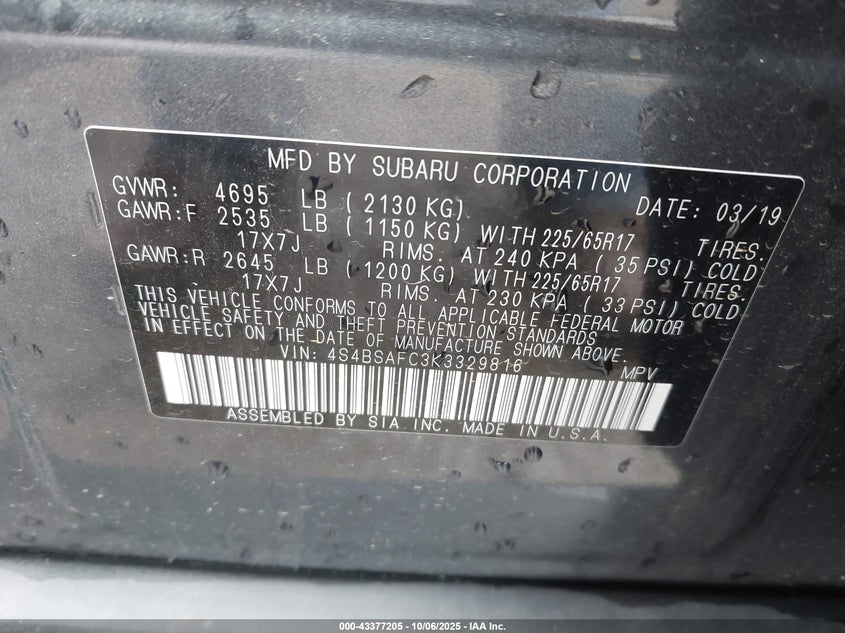 MFD BY SUBARU CORPORATION
GVWR: 4695 LB ( 2130 KG) DATE: 03/19
GAWR:F 2535 LB ( 1150 KG) WITH 225/65R17 TIRES.
17X7J RIMS. AT 240 KPA ( 35 PSI) COLD
GAWR:R 2645 LB ( 1200 KG) WITH 225/65R17 TIRES.
17X7J RIMS. AT 230 KPA ( 33 PSI) COLD.
THIS VEHICLE CONFORMS TO ALL APPLICABLE FEDERAL MOTOR
VEHICLE SAFETY AND THEFT PREVENTION STANDARDS
IN EFFECT ON THE DATE OF MANUFACTURE SHOWN ABOVE.
VIN: 4S4BSAFC3K3329816 MPV
ASSEMBLED BY SIA INC. MADE IN U.S.A.
000-43377205 - 10/06/2025 - IAA Inc.